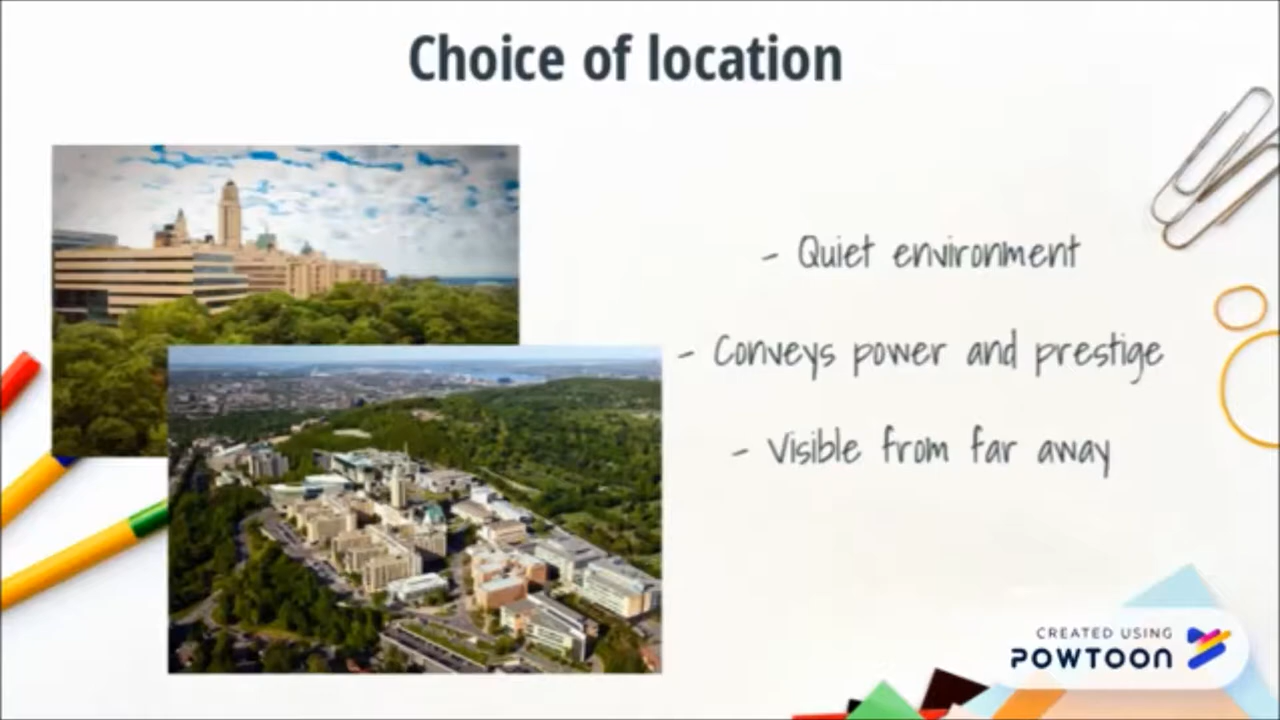 Choice of location
- Quiet environment
- Conveys power and prestige
- Visible from far away
CREATED USING
POWTOON